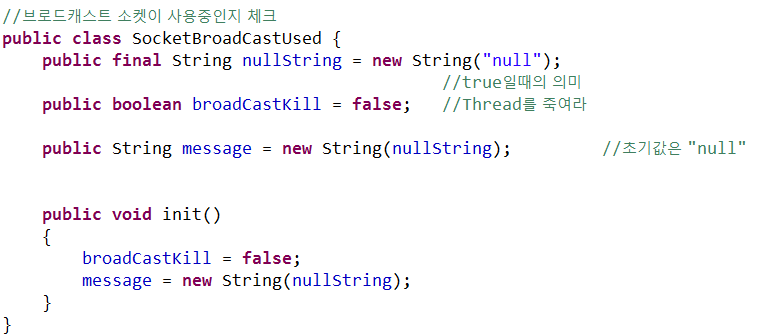 //브로드캐스트 소켓이 사용중인지 체크
public class SocketBroadCastUsed {
    public final String nullString = new String("null");
                                            //true일때의 의미
    public boolean broadCastKill = false;   //Thread를 죽여라

    public String message = new String(nullString);         //초기값은 "null"


    public void init()
    {
        broadCastKill = false;
        message = new String(nullString);
    }
}